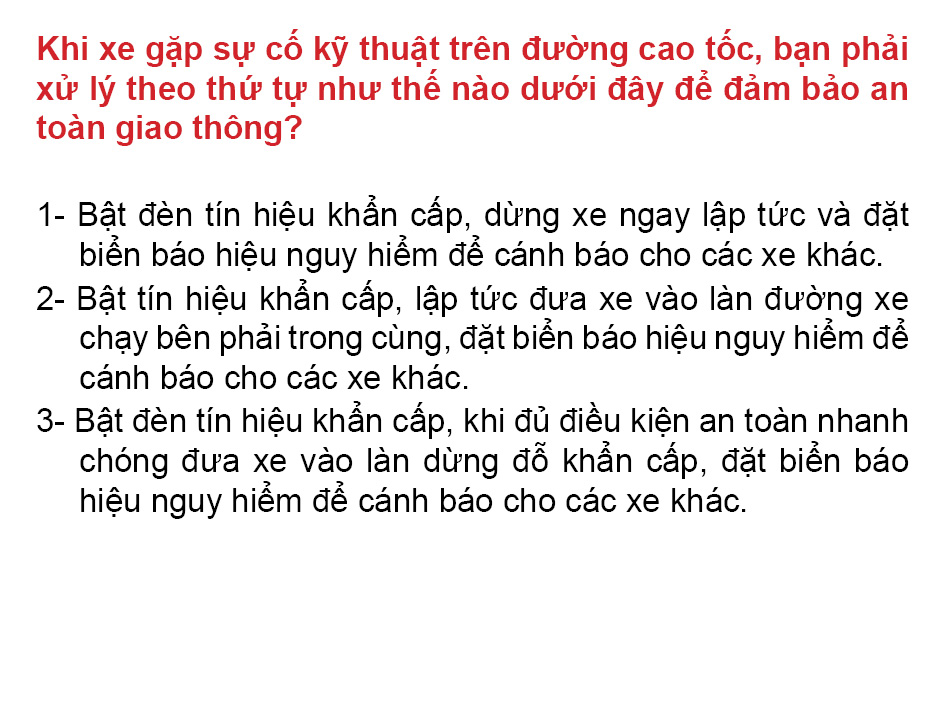 Khi xe gặp sự cố kỹ thuật trên đường cao tốc, bạn phải
xử lý theo thứ tự như thế nào dưới đây để đảm bảo an
toàn giao thông?
1- Bật đèn tín hiệu khẩn cấp, dừng xe ngay lập tức và đặt
biển báo hiệu nguy hiểm để cánh báo cho các xe khác.
2- Bật tín hiệu khẩn cấp, lập tức đưa xe vào làn đường xe
chạy bên phải trong cùng, đặt biển báo hiệu nguy hiểm để
cánh báo cho các xe khác.
3- Bật đèn tín hiệu khẩn cấp, khi đủ điều kiện an toàn nhanh
chóng đưa xe vào làn dừng đỗ khẩn cấp, đặt biển báo
hiệu nguy hiểm để cánh báo cho các xe khác.